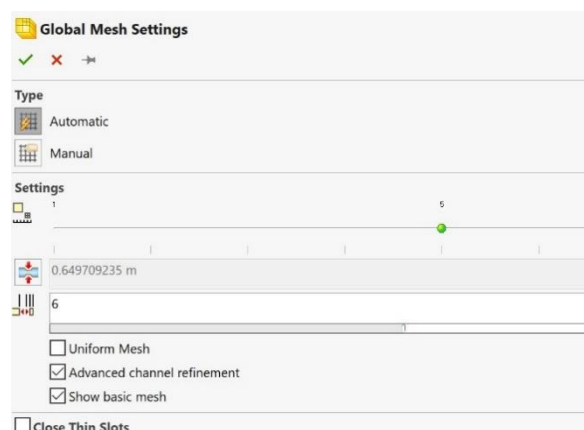 Global Mesh Settings
Type
Automatic
Manual
Settings
1 5
0.649709235 m
6
Uniform Mesh
Advanced channel refinement
Show basic mesh
Close Thin Slots